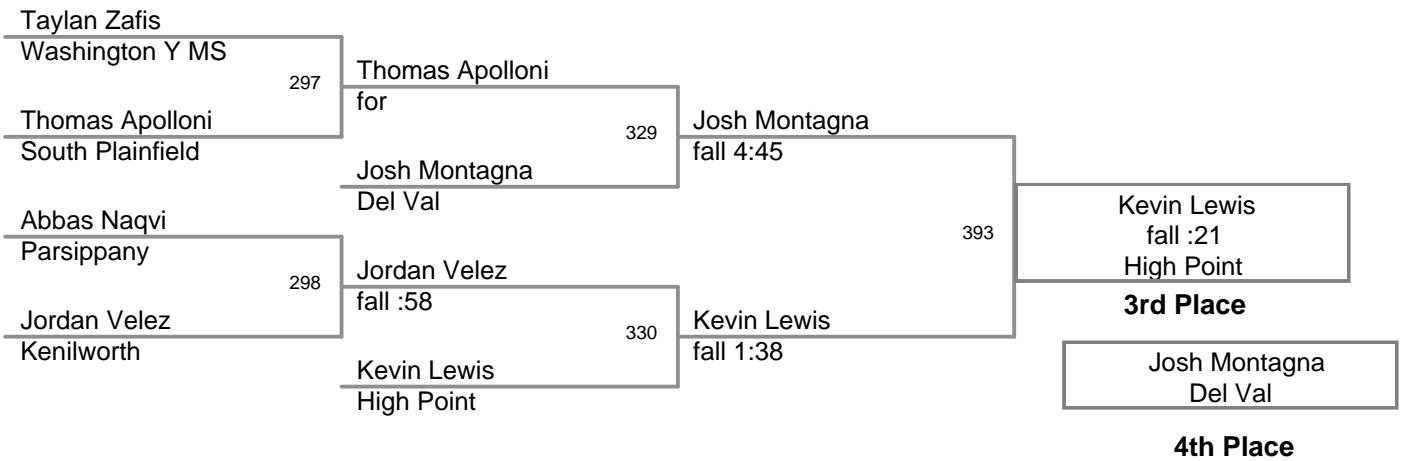 Taylan Zafis
Washington Y MS
297
Thomas Apolloni
South Plainfield
Thomas Apolloni
for
329
Josh Montagna
Del Val
Josh Montagna
fall 4:45
Abbas Naqvi
Parsippany
298
Jordan Velez
Kenilworth
Jordan Velez
fall :58
330
Kevin Lewis
High Point
Kevin Lewis
fall 1:38
393
Kevin Lewis
fall :21
High Point
3rd Place
Josh Montagna
Del Val
4th Place